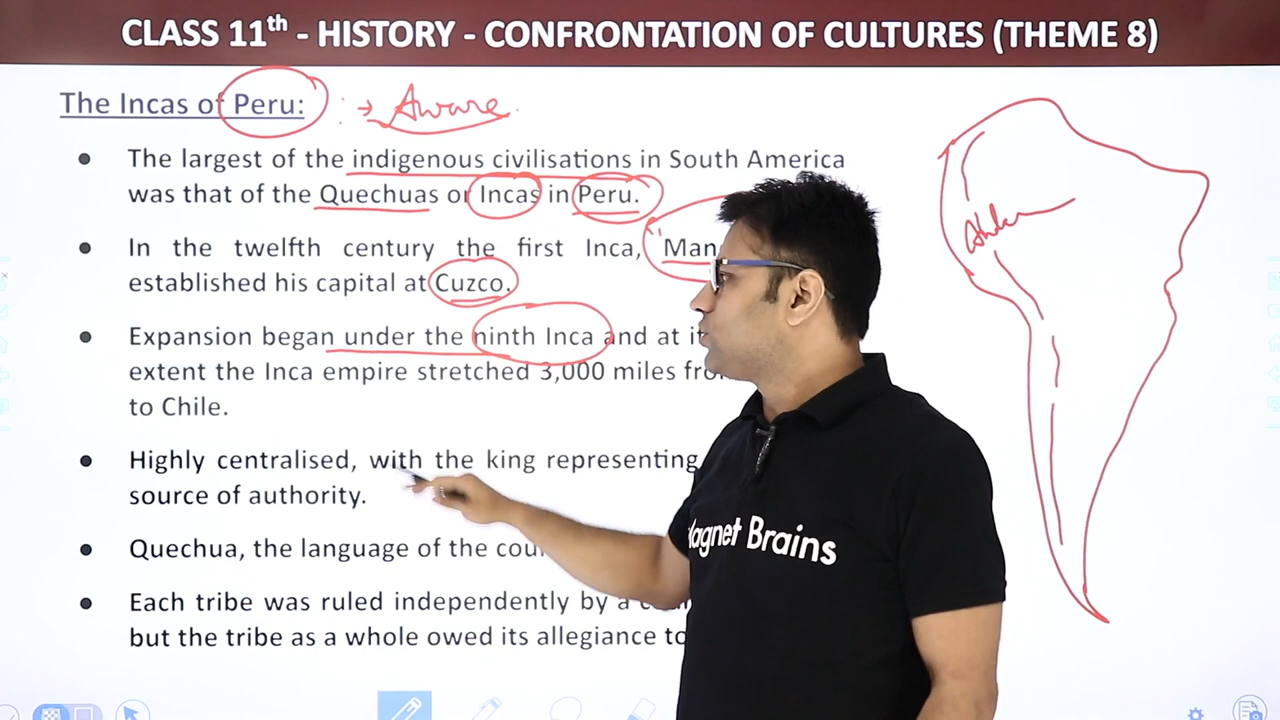 CLASS 11th - HISTORY - CONFRONTATION OF CULTURES (THEME 8)
The Incas of Peru: : → Aware
● The largest of the indigenous civilisations in South America
was that of the Quechuas or Incas in Peru.
● In the twelfth century the first Inca, Man
established his capital at Cuzco.
● Expansion began under the ninth Inca and at it
extent the Inca empire stretched 3,000 miles fro
to Chile.
● Highly centralised, with the king representing
source of authority.
● Quechua, the language of the cou
● Each tribe was ruled independently by a
but the tribe as a whole owed its allegiance to
Magnet Brains